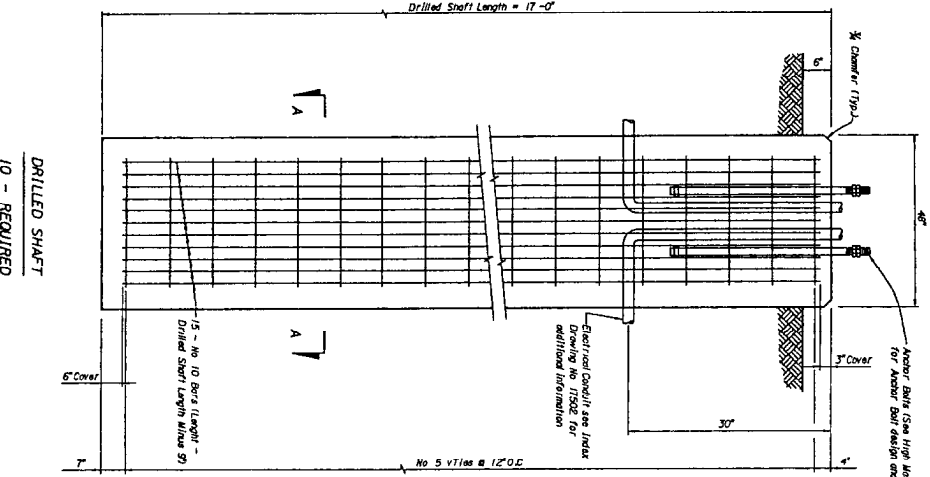 Drilled Shaft Length = 17'-0"
¾ Chamfer (Typ.)
6"
48"
Anchor Bolts (See High
for Anchor Bolt design and
3" Cover
30"
4"
Electrical Conduit see Index
Drawing No 17502 for
additional information
A
A
15 - No 10 Bars (Lenght -
Drilled Shaft Length Minus 9")
6" Cover
7"
No 5 vTies @ 12" O.C.
DRILLED SHAFT
10 - REQUIRED